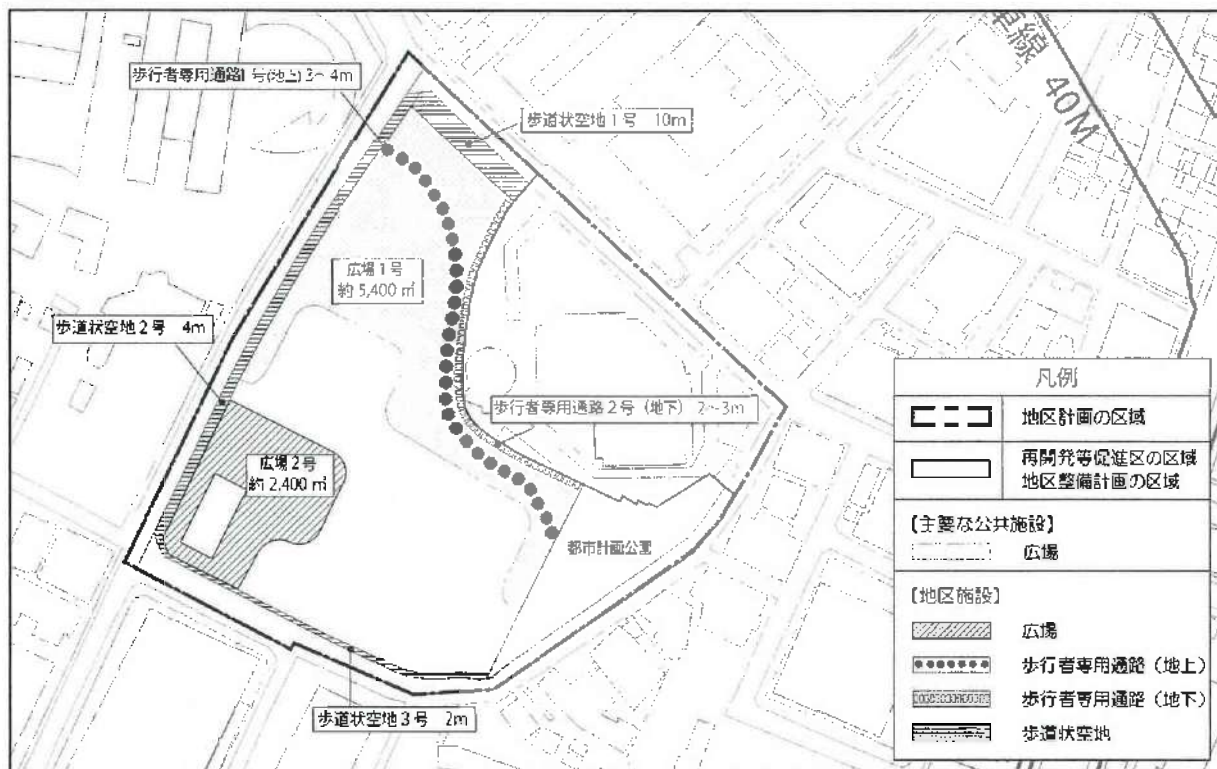 車線 40M
歩行者専用通路1号(地上)3~4m
歩道状空地1号 10m
広場1号
約5,400㎡
歩道状空地2号 4m
歩行者専用通路2号（地下）2~3m
広場2号
約2,400㎡
都市計画公園
歩道状空地3号 2m
凡例
地区計画の区域
再開発等促進区の区域
地区整備計画の区域
【主要な公共施設】
広場
【地区施設】
広場
歩行者専用通路（地上）
歩行者専用通路（地下）
歩道状空地